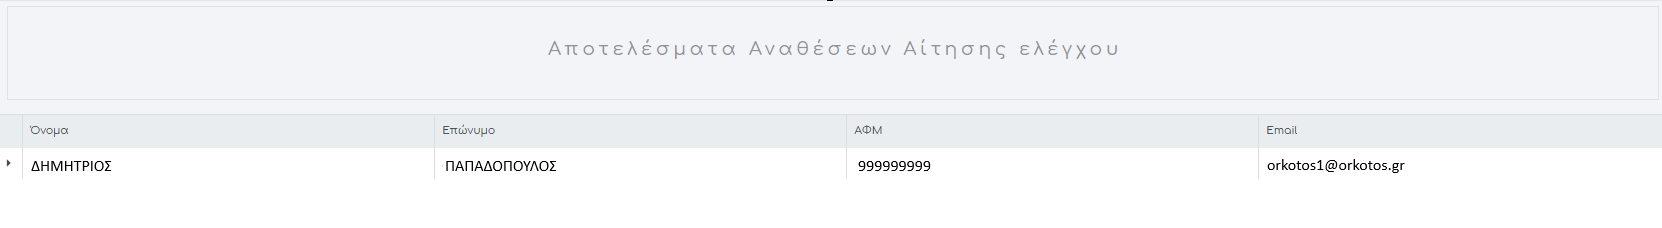 Αποτελέσματα Αναθέσεων Αίτησης ελέγχου
Όνομα Επώνυμο ΑΦΜ Email
ΔΗΜΗΤΡΙΟΣ ΠΑΠΑΔΟΠΟΥΛΟΣ 999999999 orkotos1@orkotos.gr